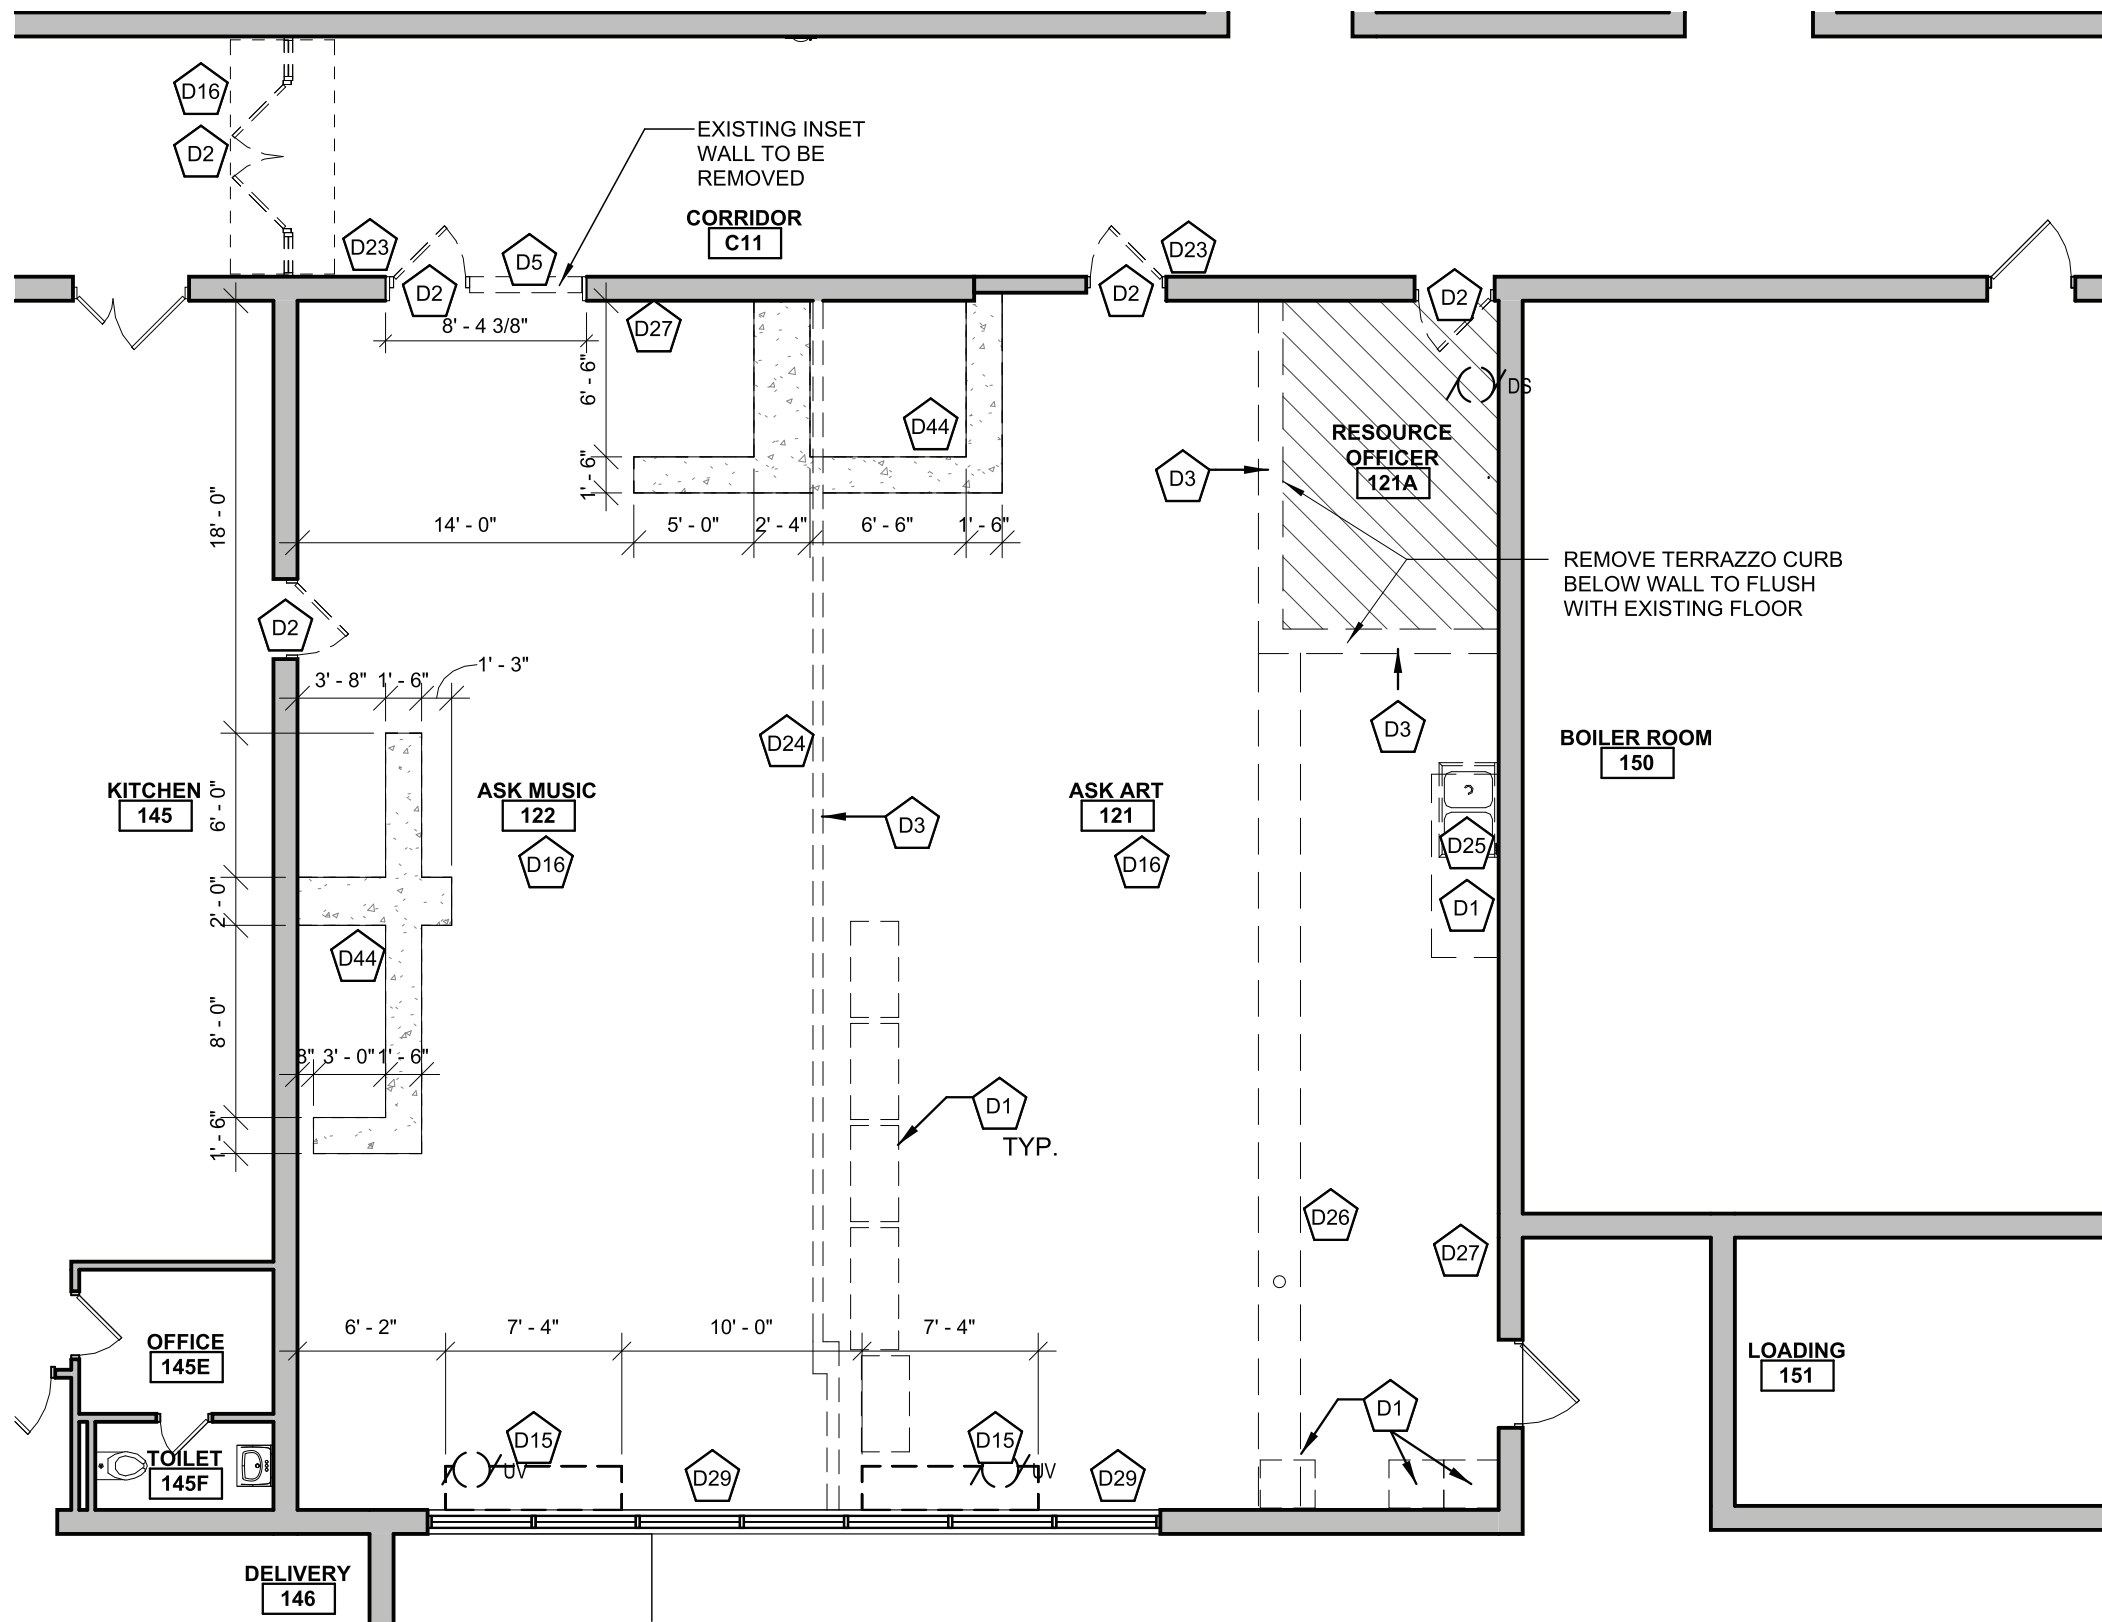 D16
D2
EXISTING INSET
WALL TO BE
REMOVED
CORRIDOR
C11
D23
D2
D5
D23
D2
D2
8' - 4 3/8"
D27
6' - 6"
1' - 6"
D44
DS
RESOURCE
OFFICER
121A
D3
18' - 0"
14' - 0"
5' - 0"
2' - 4"
6' - 6"
1' - 6"
REMOVE TERRAZZO CURB
BELOW WALL TO FLUSH
WITH EXISTING FLOOR
D2
3' - 8"
1' - 6"
1' - 3"
D24
D3
BOILER ROOM
150
KITCHEN
145
6' - 0"
ASK MUSIC
122
D16
D3
ASK ART
121
D16
D25
D1
2' - 0"
D44
8' - 0"
8"
3' - 0"
1' - 6"
1' - 6"
D1
TYP.
D26
D27
6' - 2"
7' - 4"
10' - 0"
7' - 4"
OFFICE
145E
LOADING
151
D1
D15
UV
D29
D15
UV
D29
TOILET
145F
DELIVERY
146